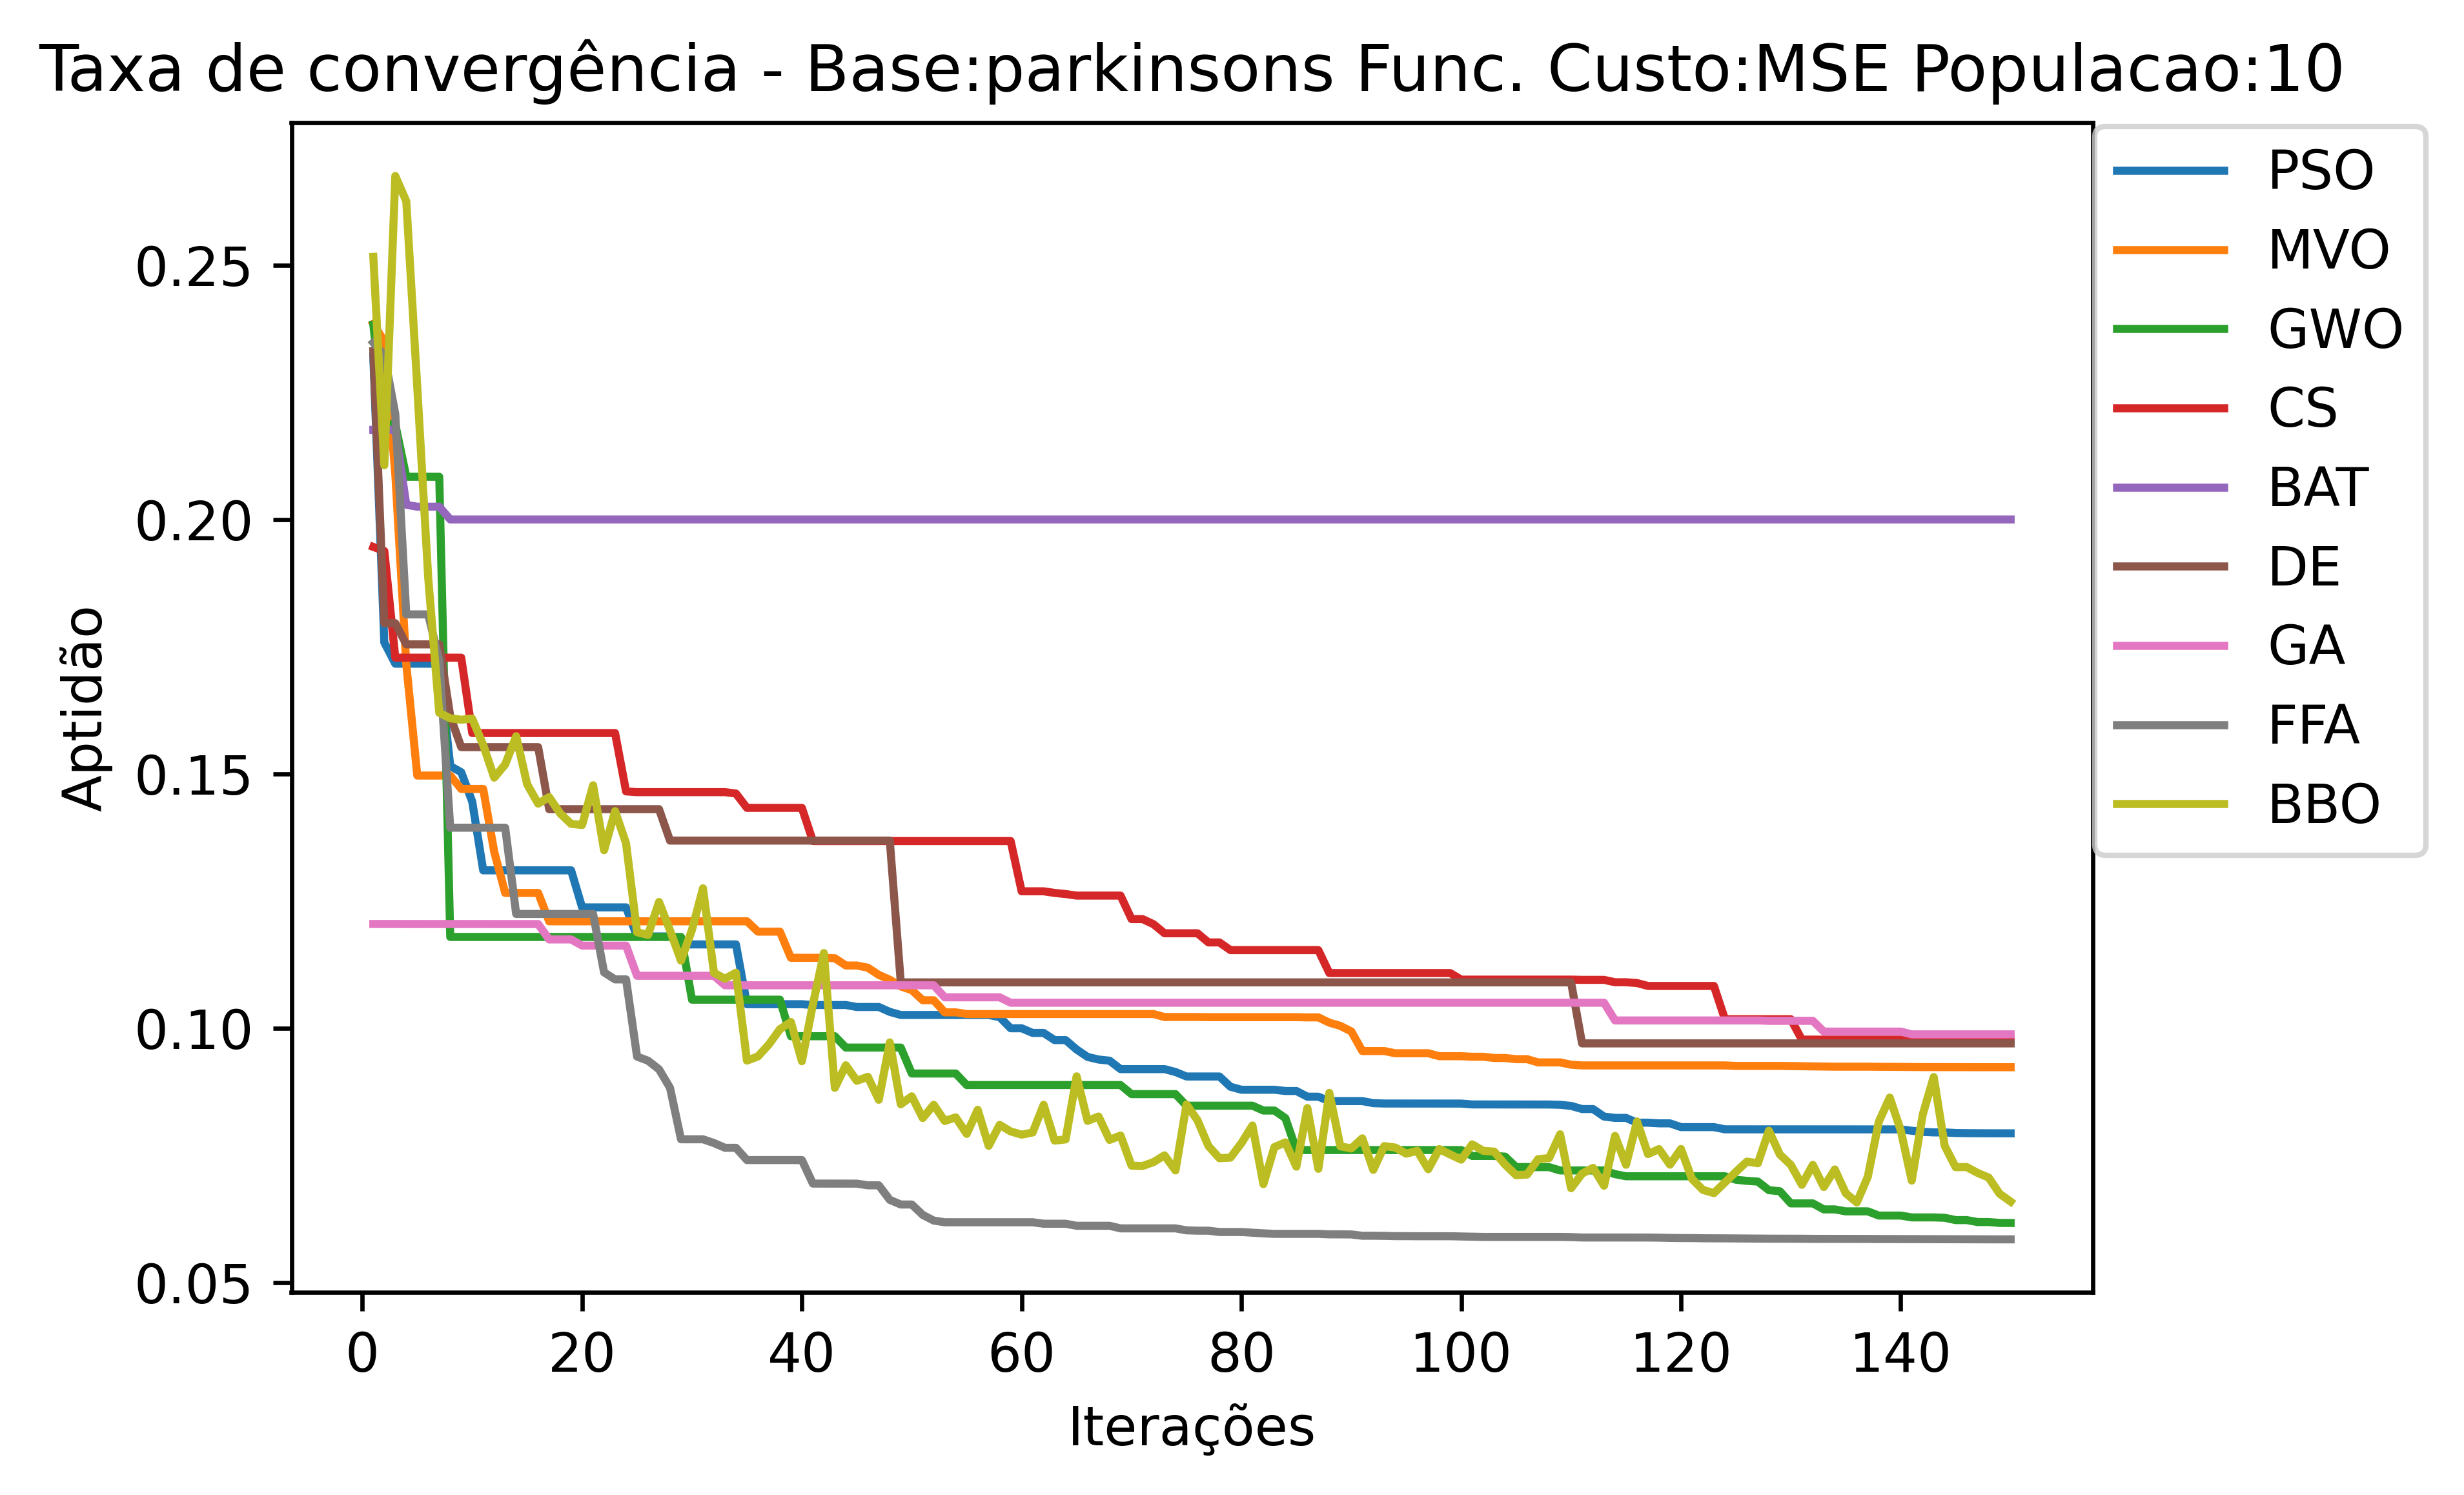 Taxa de convergência - Base:parkinsons Func. Custo:MSE Populacao:10
PSO
MVO
GWO
CS
BAT
DE
GA
FFA
BBO
0.25
0.20
0.15
0.10
0.05
Aptidão
0 20 40 60 80 100 120 140
Iterações